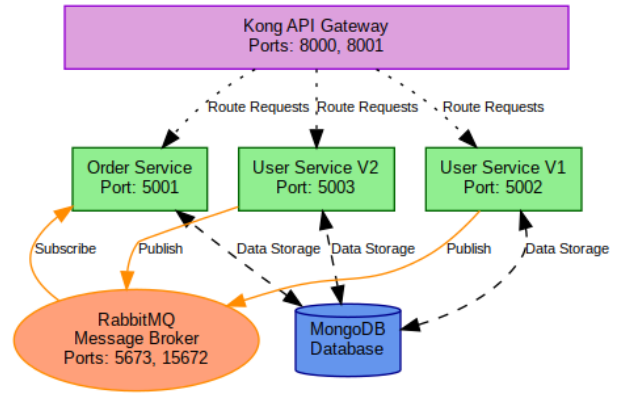 Kong API Gateway
Ports: 8000, 8001
Route Requests
Route Requests
Route Requests
Order Service
Port: 5001
User Service V2
Port: 5003
User Service V1
Port: 5002
Subscribe
Publish
Data Storage
Data Storage
Publish
Data Storage
RabbitMQ
Message Broker
Ports: 5673, 15672
MongoDB
Database